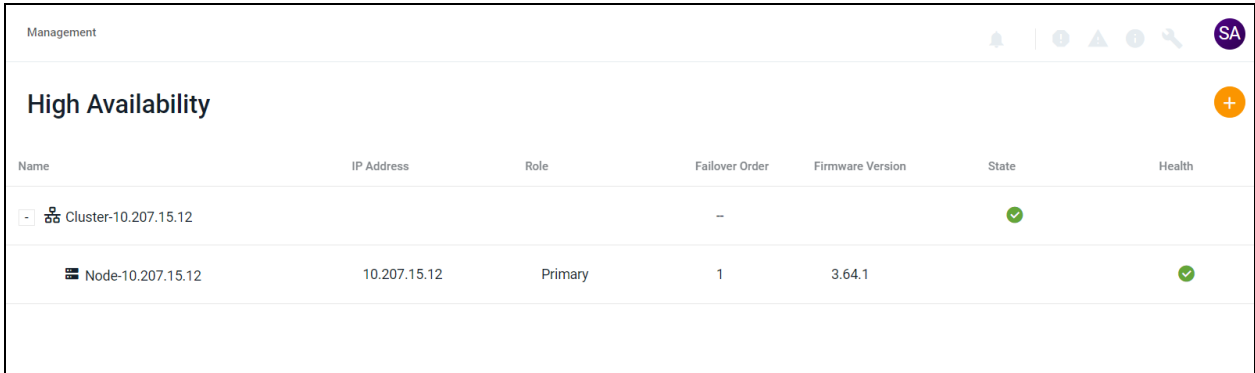 Management
SA
High Availability
+
Name IP Address Role Failover Order Firmware Version State Health
- Cluster-10.207.15.12 --
Node-10.207.15.12 10.207.15.12 Primary 1 3.64.1